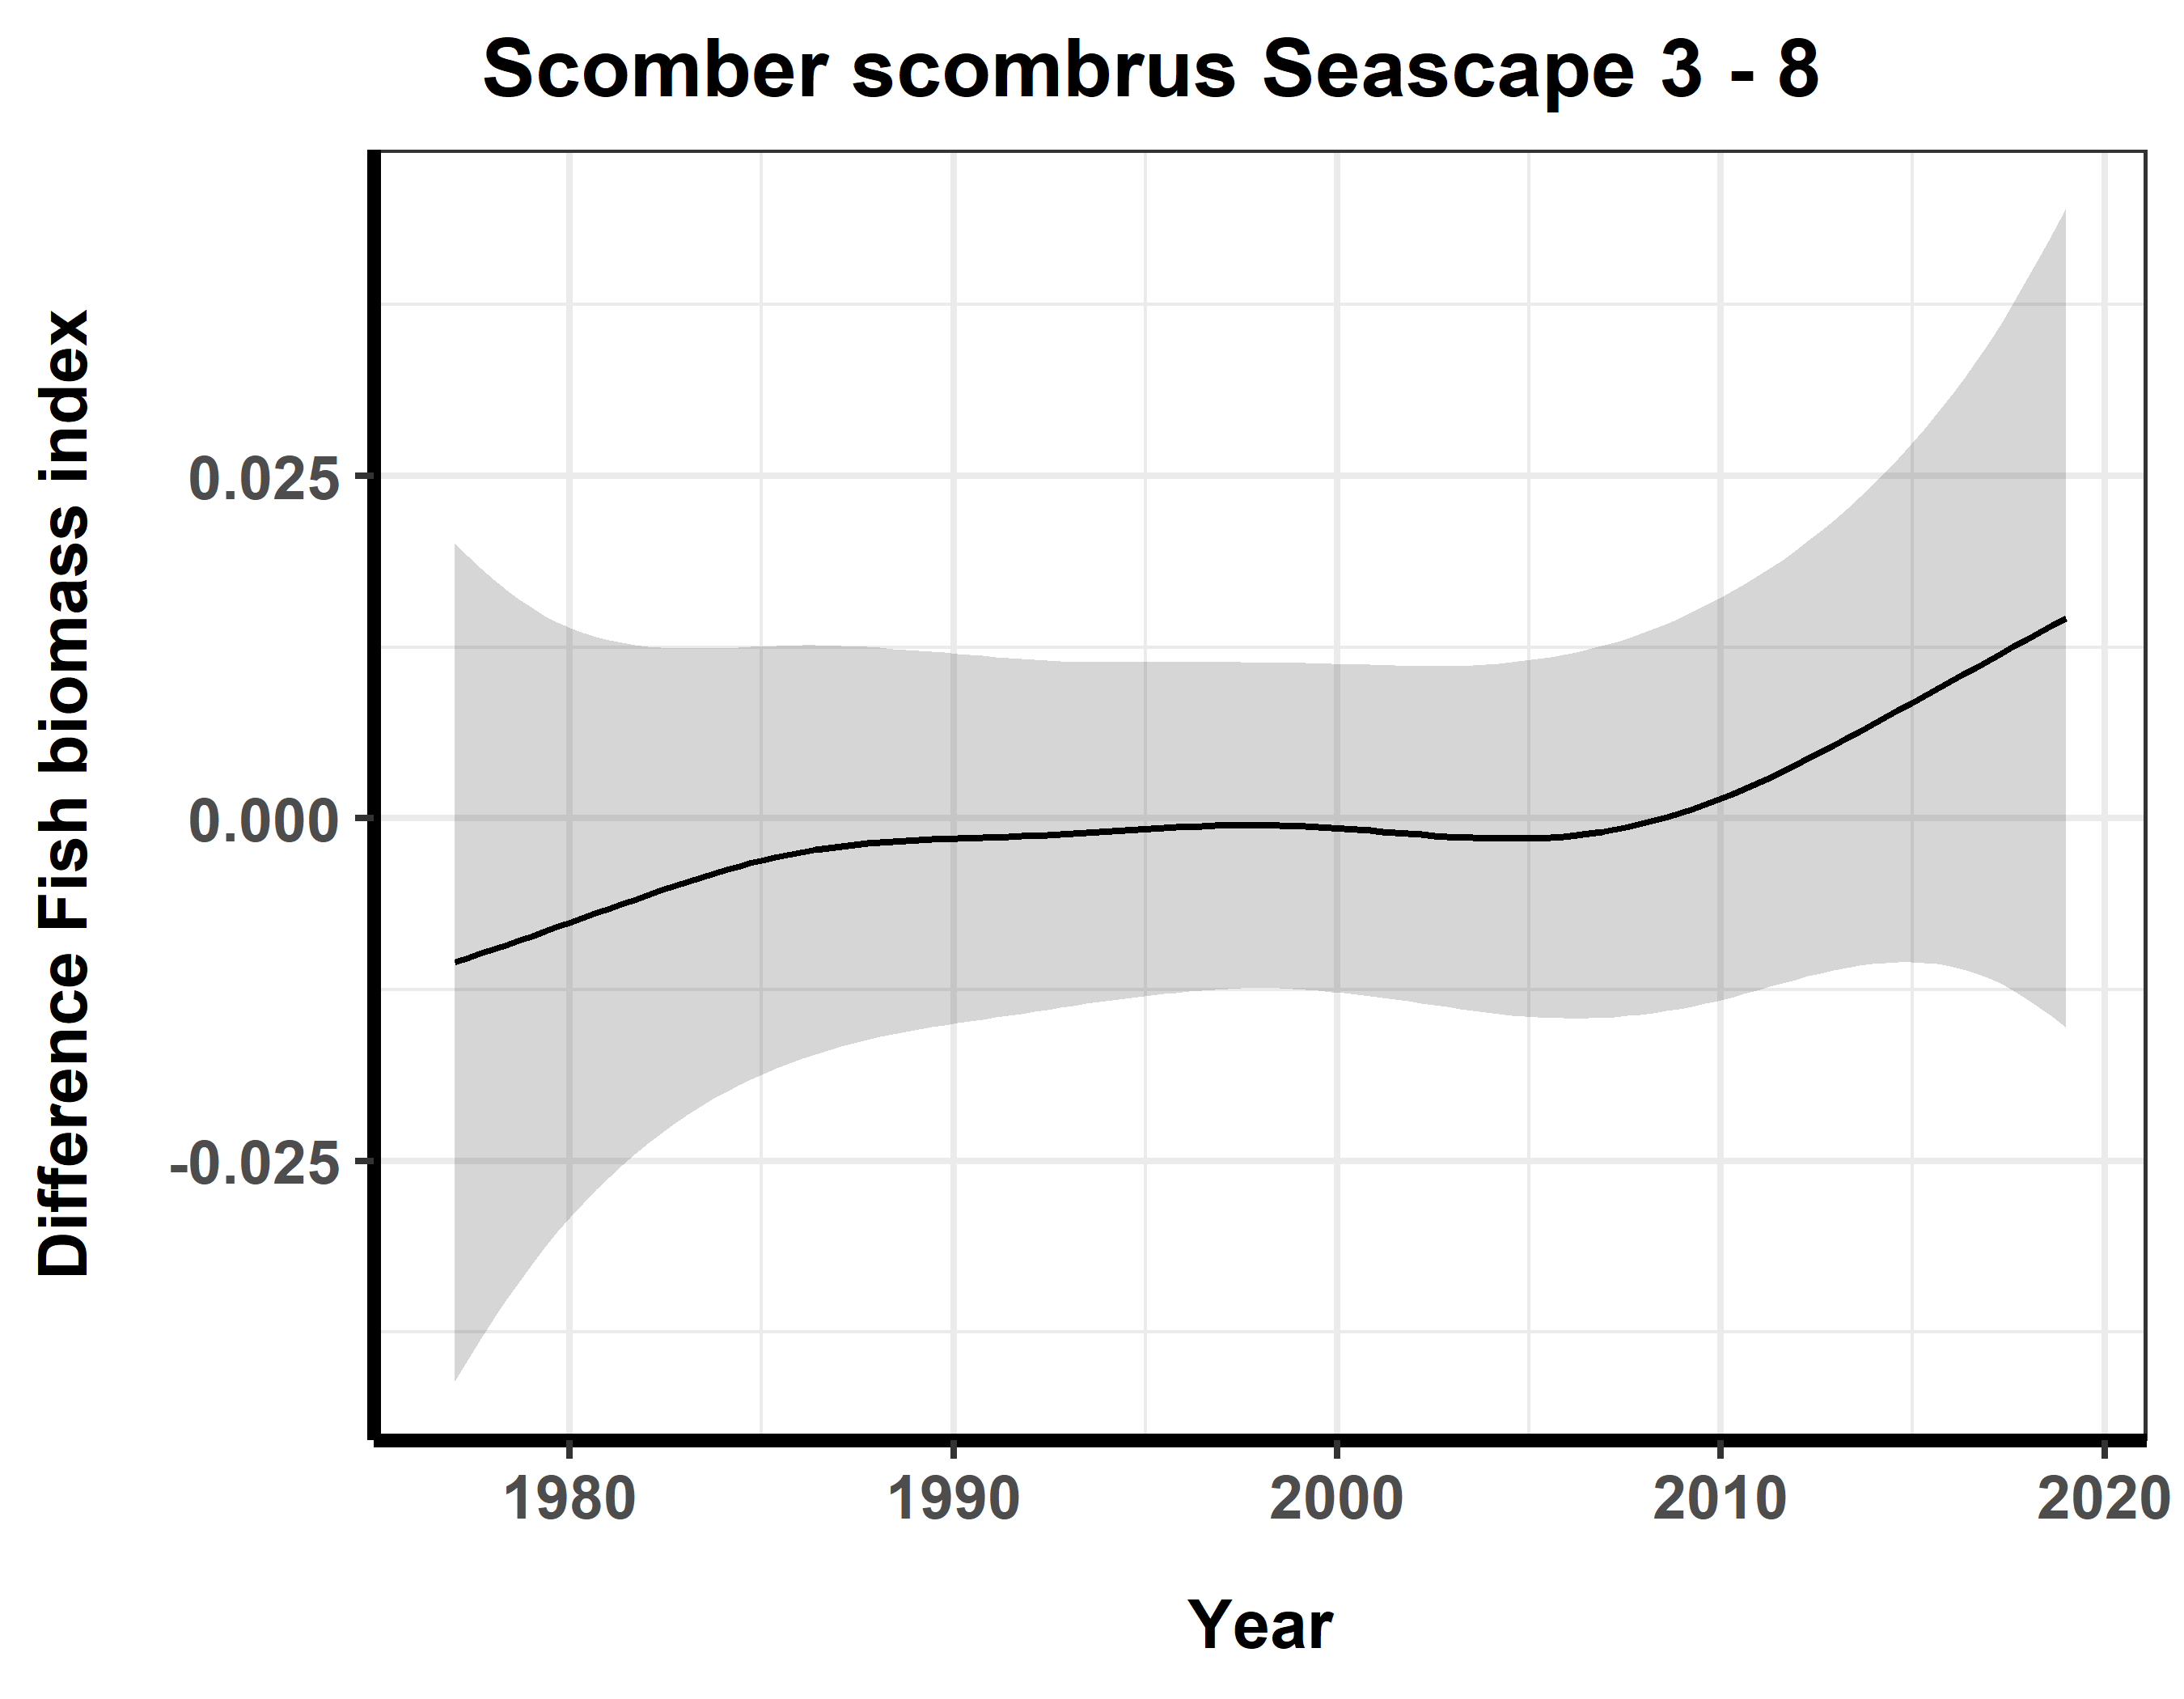 Scomber scombrus Seascape 3 - 8
Difference Fish biomass index
0.025
0.000
-0.025
1980 1990 2000 2010 2020
Year